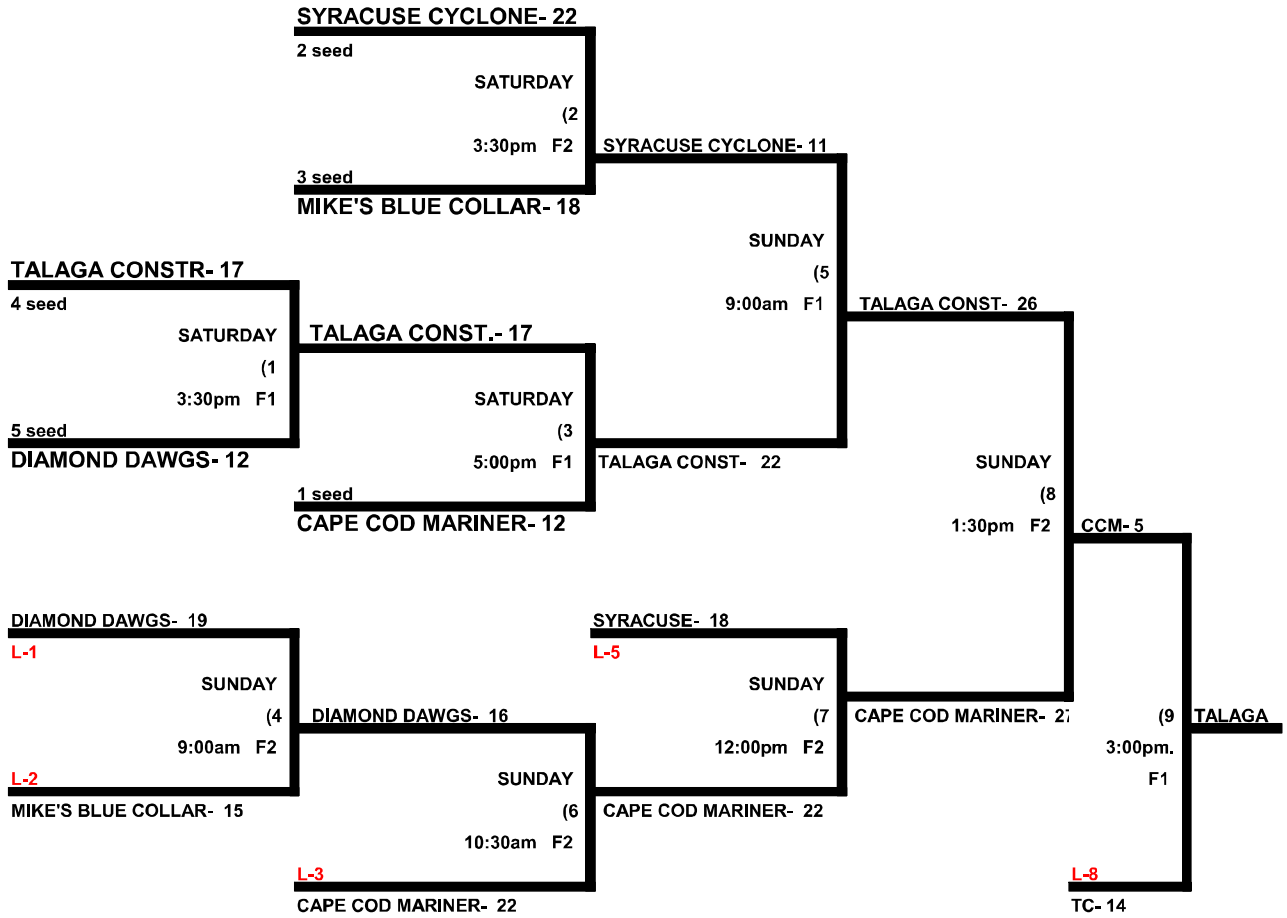 SYRACUSE CYCLONE- 22
2 seed
SATURDAY
(2
3:30pm F2
SYRACUSE CYCLONE- 11
3 seed
MIKE'S BLUE COLLAR- 18
SUNDAY
(5
9:00am F1
TALAGA CONSTR- 17
4 seed
SATURDAY
(1
3:30pm F1
5 seed
DIAMOND DAWGS- 12
TALAGA CONST.- 17
SATURDAY
(3
5:00pm F1
TALAGA CONST- 22
1 seed
CAPE COD MARINER- 12
TALAGA CONST- 26
SUNDAY
(8
1:30pm F2
CCM- 5
DIAMOND DAWGS- 19
L-1
SUNDAY
(4
9:00am F2
L-2
MIKE'S BLUE COLLAR- 15
DIAMOND DAWGS- 16
SUNDAY
(6
10:30am F2
L-3
CAPE COD MARINER- 22
SYRACUSE- 18
L-5
SUNDAY
(7
12:00pm F2
CAPE COD MARINER- 22
CAPE COD MARINER- 27
(9
3:00pm.
F1
TALAGA
L-8
TC- 14